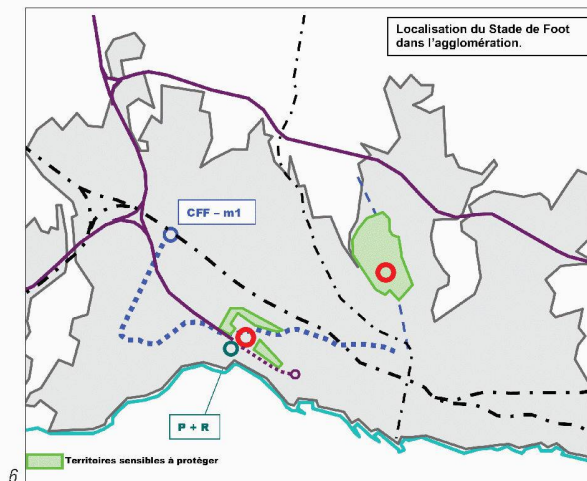 Localisation du Stade de Foot
dans l'agglomération.
CFF – m1
P + R
Territoires sensibles à protéger
6